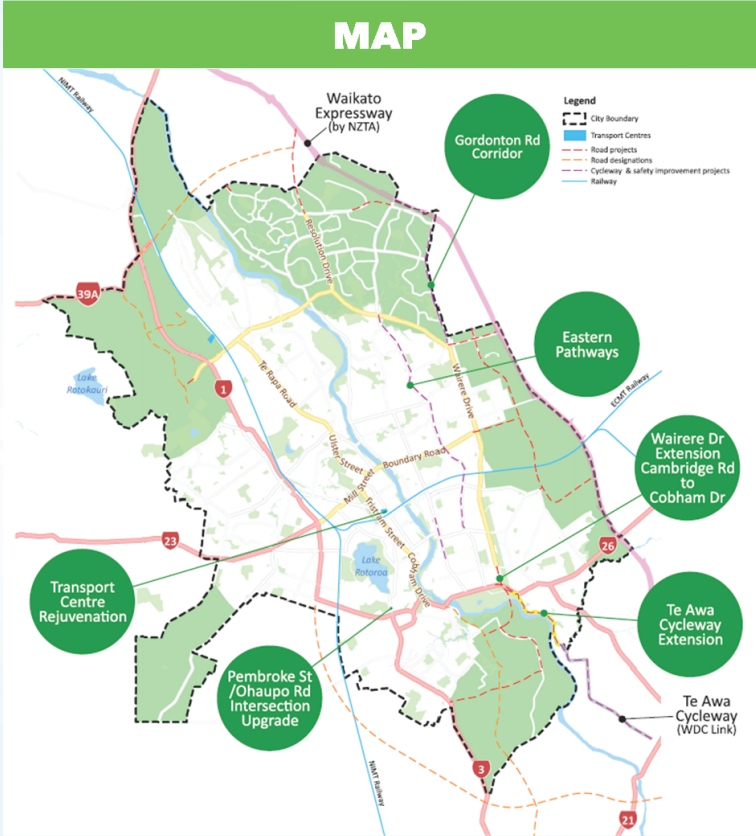 MAP
NIMT Railway
Waikato
Expressway
(by NZTA)
Gordonton Rd
Corridor
Legend
City Boundary
Transport Centres
Road projects
Road designations
Cycleway & safety improvement projects
Railway
Resolution Drive
39A
Eastern
Pathways
Lake
Rotokauri
1
Te Rapa Road
Wairere Drive
ECMT Railway
Wairere Dr
Extension
Cambridge Rd
to
Cobham Dr
Ulster Street
Boundary Road
Mill Street
Tristram Street
23
26
Lake
Rotoroa
Cobham Drive
Transport
Centre
Rejuvenation
Te Awa
Cycleway
Extension
Pembroke St
/Ohaupo Rd
Intersection
Upgrade
Te Awa
Cycleway
(WDC Link)
3
NIMT Railway
21